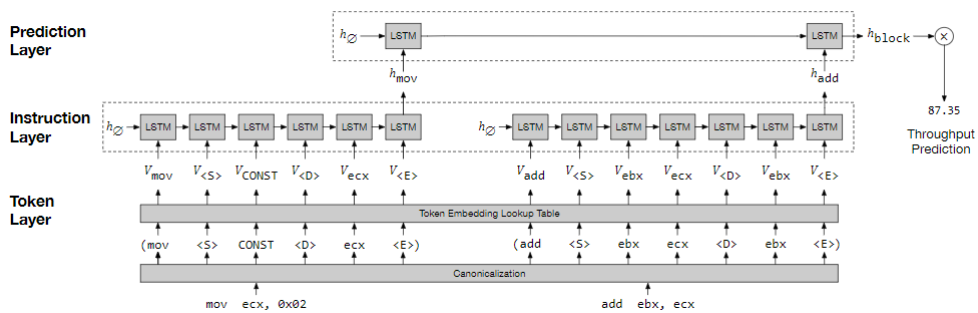 Prediction Layer
h∅ LSTM LSTM h_block ×
h_mov h_add
87.35
Throughput Prediction
Instruction Layer
h∅ LSTM LSTM LSTM LSTM LSTM LSTM h∅ LSTM LSTM LSTM LSTM LSTM LSTM LSTM
V_mov V_<S> V_CONST V_<D> V_ecx V_<E> V_add V_<S> V_ebx V_ecx V_<D> V_ebx V_<E>
Token Layer
Token Embedding Lookup Table
(mov <S> CONST <D> ecx <E>) (add <S> ebx ecx <D> ebx <E>)
Canonicalization
mov ecx, 0x02 add ebx, ecx